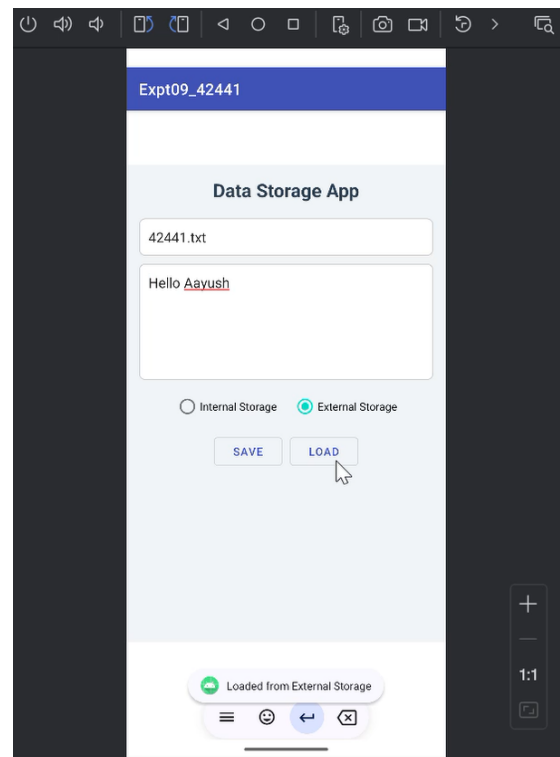 Expt09_42441
Data Storage App
42441.txt
Hello Aayush
Internal Storage External Storage
SAVE LOAD
1:1
Loaded from External Storage